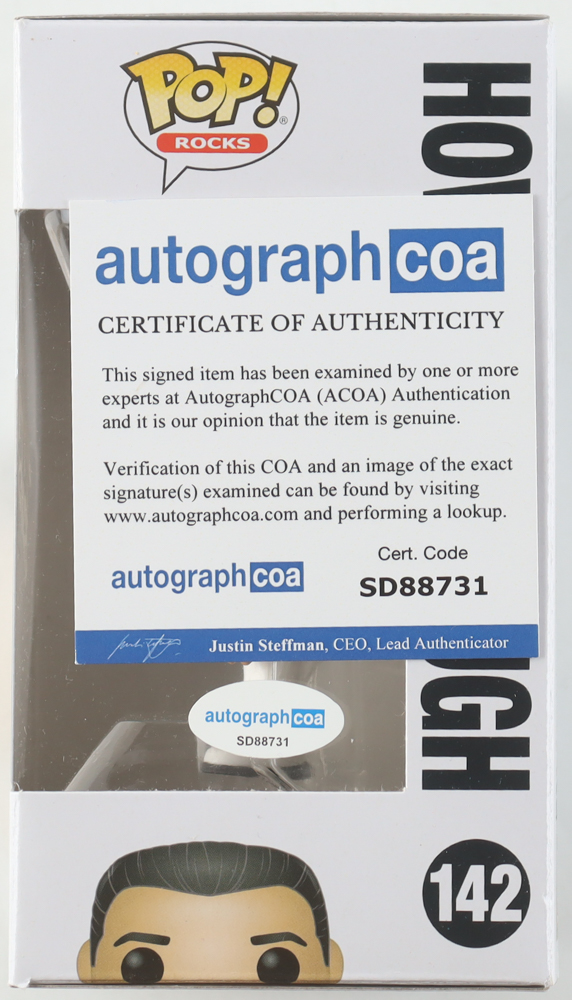 POP!
ROCKS
autographcoa
CERTIFICATE OF AUTHENTICITY
This signed item has been examined by one or more
experts at AutographCOA (ACOA) Authentication
and it is our opinion that the item is genuine.
Verification of this COA and an image of the exact
signature(s) examined can be found by visiting
www.autographcoa.com and performing a lookup.
autographcoa
Cert. Code
SD88731
Justin Steffman, CEO, Lead Authenticator
autographcoa
SD88731
142